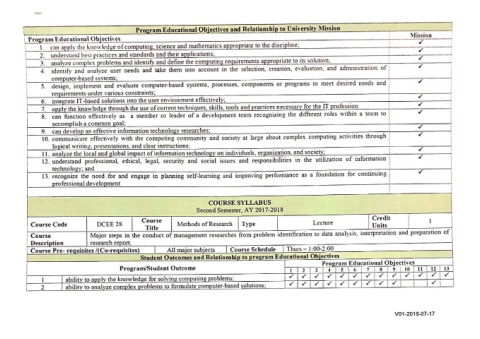 Program Educational Objectives and Relationship to University Mission
Program Educational Objectives Mission
1. can apply the knowledge of computing, science and mathematics appropriate to the discipline; ✓
2. understand best practices and standards and their applications; ✓
3. analyze complex problems and identify and define the computing requirements appropriate to its solution; ✓
4. identify and analyze user needs and take them into account in the selection, creation, evaluation, and administration of ✓
computer-based systems;
5. design, implement and evaluate computer-based systems, processes, components or programs to meet desired needs and ✓
requirements under various constraints;
6. integrate IT-based solutions into the user environment effectively; ✓
7. apply the knowledge through the use of current techniques, skills, tools and practices necessary for the IT profession ✓
8. can function effectively as a member or leader of a development team recognizing the different roles within a team to ✓
accomplish a common goal;
9. can develop an effective information technology researches; ✓
10. communicate effectively with the computing community and society at large about complex computing activities through ✓
logical writing, presentations, and clear instructions;
11. analyze the local and global impact of information technology on individuals, organization, and society; ✓
12. understand professional, ethical, legal, security and social issues and responsibilities in the utilization of information ✓
technology; and
13. recognize the need for and engage in planning self-learning and improving performance as a foundation for continuing ✓
professional development
COURSE SYLLABUS
Second Semester, AY 2017-2018
Course Code DCEE 28 Course Title Methods of Research Type Lecture Credit Units 1
Course Description Major steps in the conduct of management researches from problem identification to data analysis, interpretation and preparation of
research report.
Course Pre- requisites /(Co-requisites) All major subjects Course Schedule Thurs – 1:00-2:00
Student Outcomes and Relationship to program Educational Objectives
Program/Student Outcome Program Educational Objectives
1 2 3 4 5 6 7 8 9 10 11 12 13
1 ability to apply the knowledge for solving computing problems; ✓ ✓ ✓ ✓ ✓ ✓ ✓ ✓ ✓ ✓ ✓ ✓ ✓
2 ability to analyze complex problems to formulate computer-based solutions; ✓ ✓ ✓ ✓ ✓ ✓ ✓ ✓ ✓ ✓
V01-2018-07-17